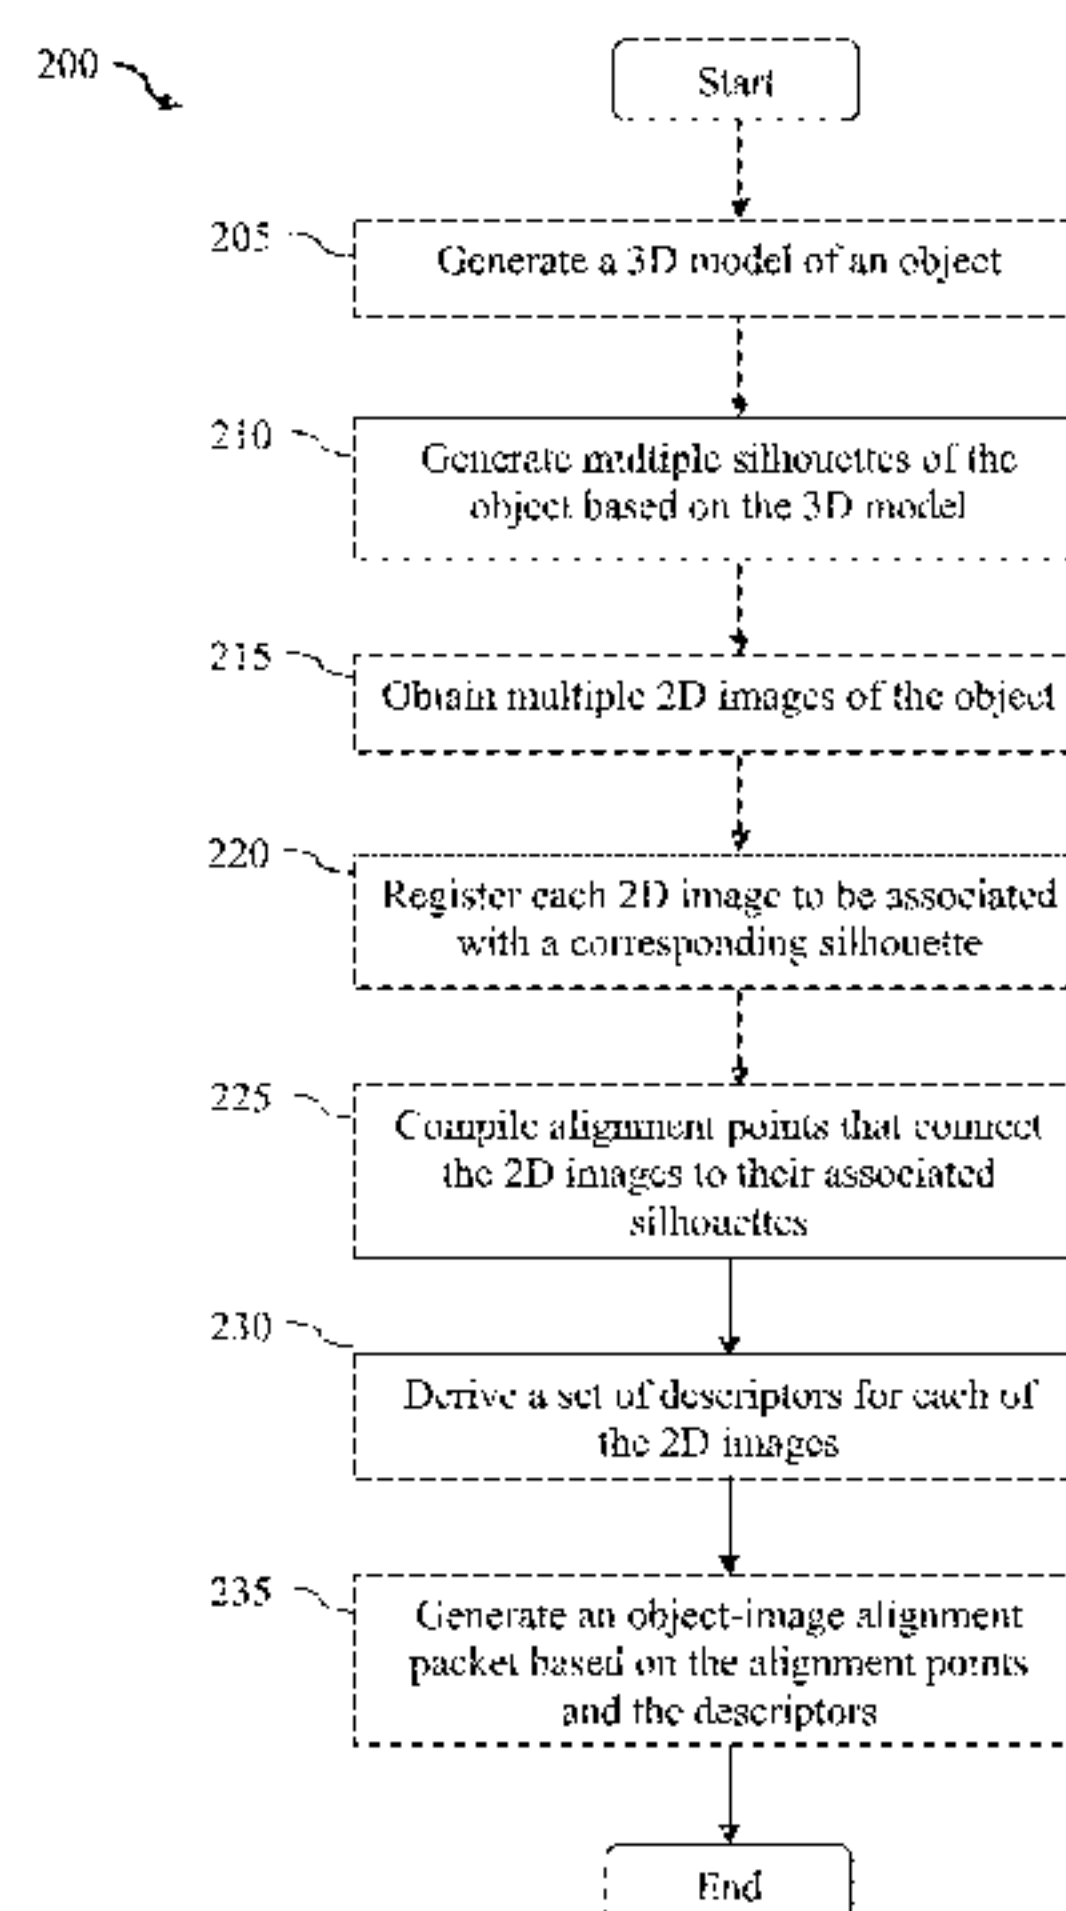 200
Start
205
Generate a 3D model of an object
210
Generate multiple silhouettes of the
object based on the 3D model
215
Obtain multiple 2D images of the object
220
Register each 2D image to be associated
with a corresponding silhouette
225
Compile alignment points that connect
the 2D images to their associated
silhouettes
230
Derive a set of descriptors for each of
the 2D images
235
Generate an object-image alignment
packet based on the alignment points
and the descriptors
End